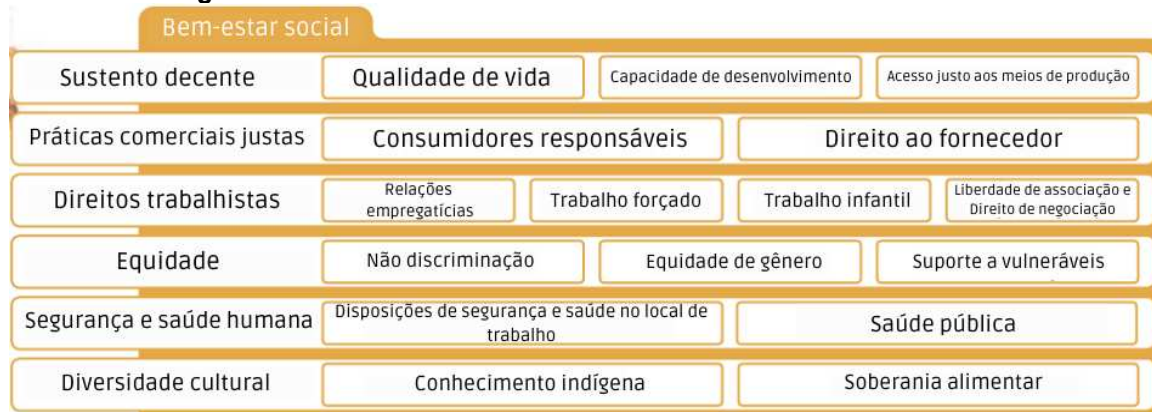 Bem-estar social
Sustento decente
Qualidade de vida
Capacidade de desenvolvimento
Acesso justo aos meios de produção
Práticas comerciais justas
Consumidores responsáveis
Direito ao fornecedor
Direitos trabalhistas
Relações
empregatícias
Trabalho forçado
Trabalho infantil
Liberdade de associação e
Direito de negociação
Equidade
Não discriminação
Equidade de gênero
Suporte a vulneráveis
Segurança e saúde humana
Disposições de segurança e saúde no local de
trabalho
Saúde pública
Diversidade cultural
Conhecimento indígena
Soberania alimentar